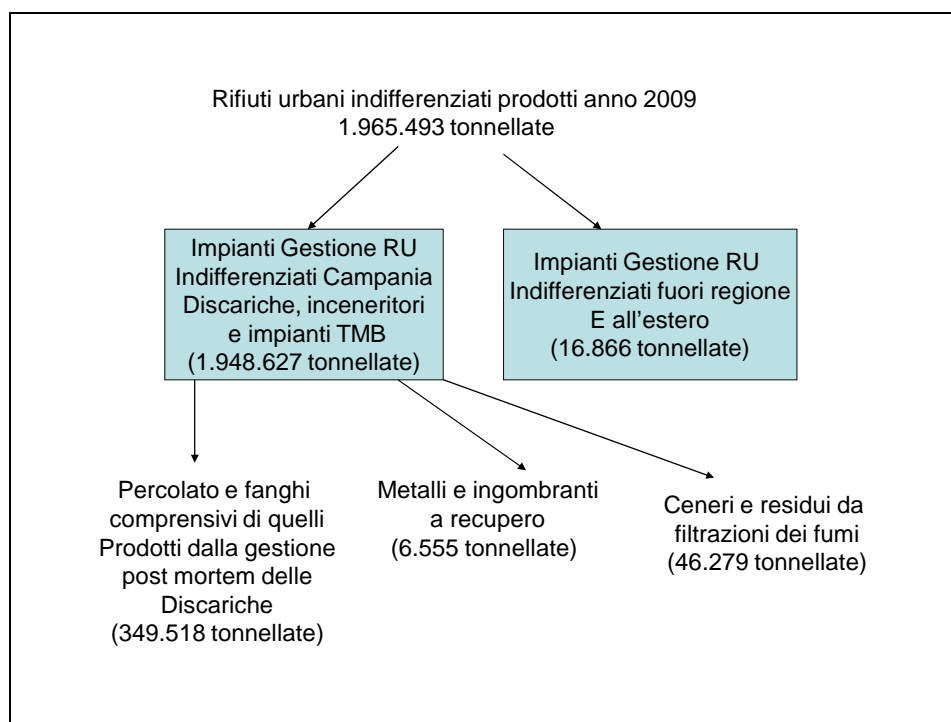 Rifiuti urbani indifferenziati prodotti anno 2009
1.965.493 tonnellate
Impianti Gestione RU
Indifferenziati Campania
Discariche, inceneritori
e impianti TMB
(1.948.627 tonnellate)
Impianti Gestione RU
Indifferenziati fuori regione
E all'estero
(16.866 tonnellate)
Percolato e fanghi
comprensivi di quelli
Prodotti dalla gestione
post mortem delle
Discariche
(349.518 tonnellate)
Metalli e ingombranti
a recupero
(6.555 tonnellate)
Ceneri e residui da
filtrazioni dei fumi
(46.279 tonnellate)